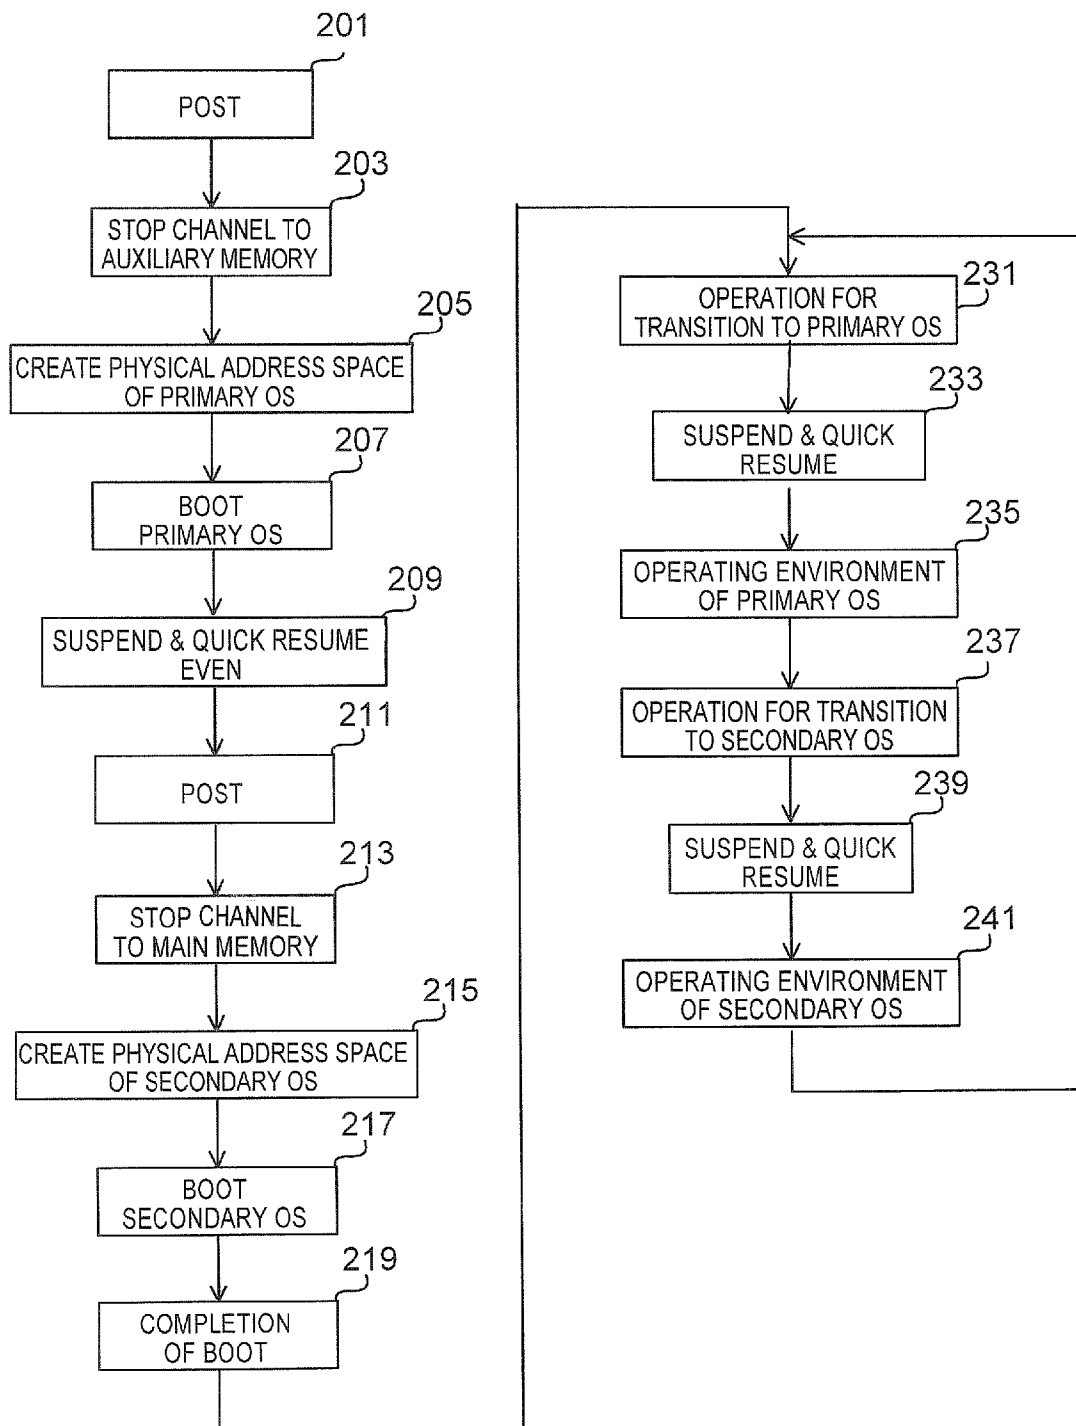 201
POST
203
STOP CHANNEL TO
AUXILIARY MEMORY
205
CREATE PHYSICAL ADDRESS SPACE
OF PRIMARY OS
207
BOOT
PRIMARY OS
209
SUSPEND & QUICK RESUME
EVEN
211
POST
213
STOP CHANNEL
TO MAIN MEMORY
215
CREATE PHYSICAL ADDRESS SPACE
OF SECONDARY OS
217
BOOT
SECONDARY OS
219
COMPLETION
OF BOOT
231
OPERATION FOR
TRANSITION TO PRIMARY OS
233
SUSPEND & QUICK
RESUME
235
OPERATING ENVIRONMENT
OF PRIMARY OS
237
OPERATION FOR TRANSITION
TO SECONDARY OS
239
SUSPEND & QUICK
RESUME
241
OPERATING ENVIRONMENT
OF SECONDARY OS